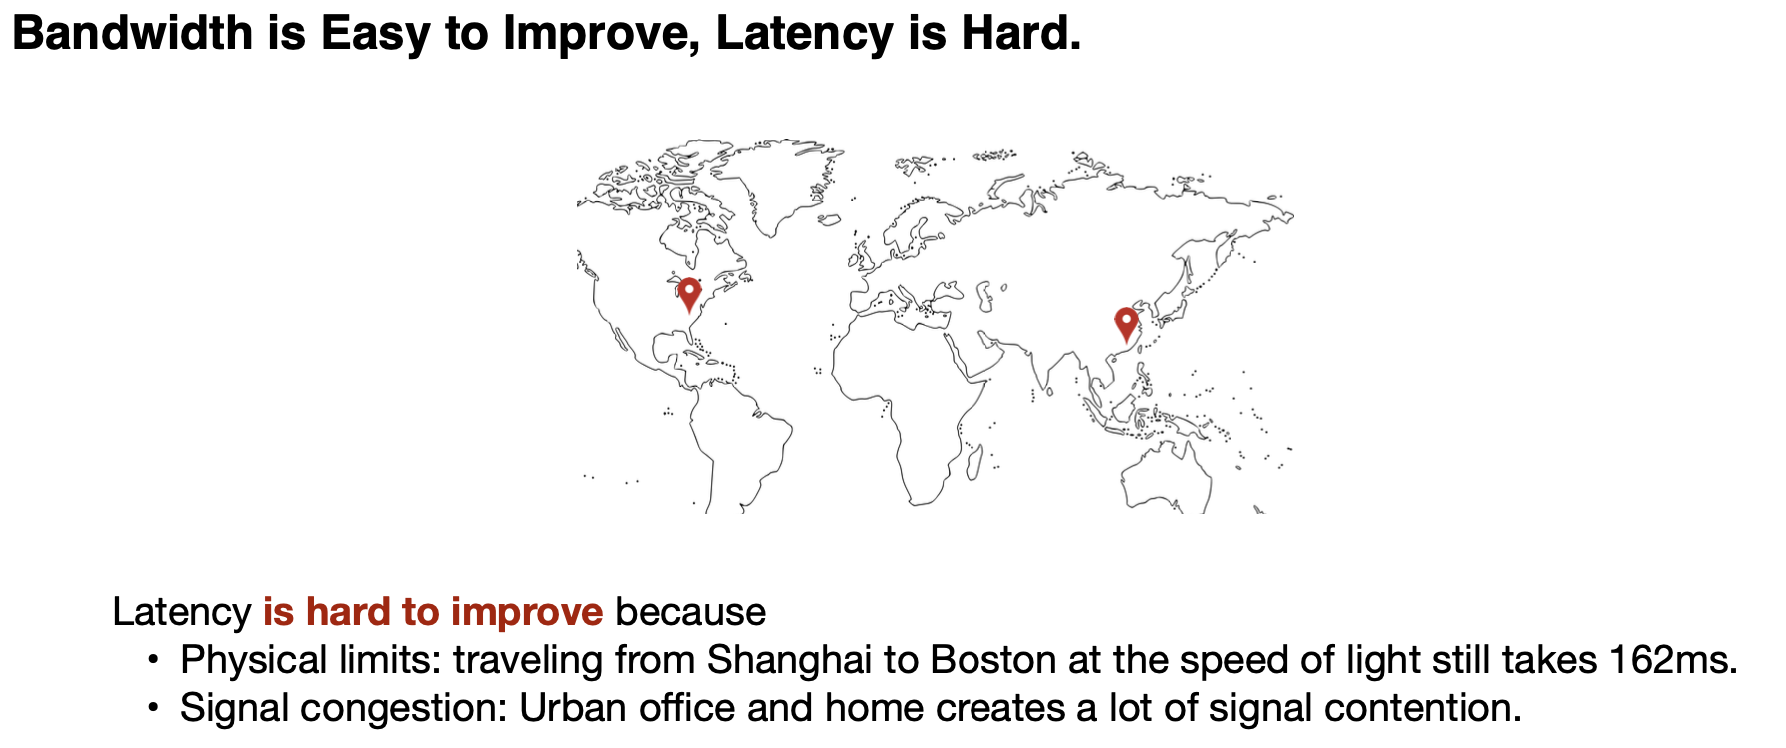 Bandwidth is Easy to Improve, Latency is Hard.
Latency is hard to improve because
• Physical limits: traveling from Shanghai to Boston at the speed of light still takes 162ms.
• Signal congestion: Urban office and home creates a lot of signal contention.